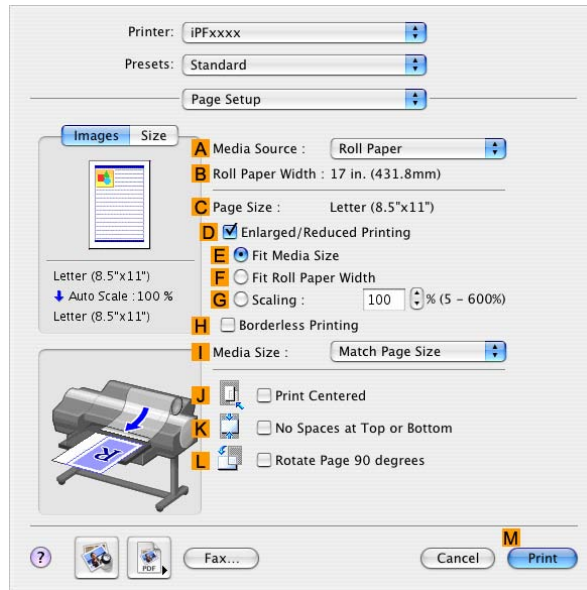 Printer: iPFxxxx
Presets: Standard
Page Setup
Images Size
A Media Source : Roll Paper
B Roll Paper Width : 17 in. (431.8mm)
C Page Size : Letter (8.5"x11")
D Enlarged/Reduced Printing
E Fit Media Size
F Fit Roll Paper Width
G Scaling : 100 % (5 - 600%)
H Borderless Printing
Letter (8.5"x11")
Auto Scale :100 %
Letter (8.5"x11")
I Media Size : Match Page Size
J Print Centered
K No Spaces at Top or Bottom
L Rotate Page 90 degrees
R
M
? PDF Fax... Cancel Print